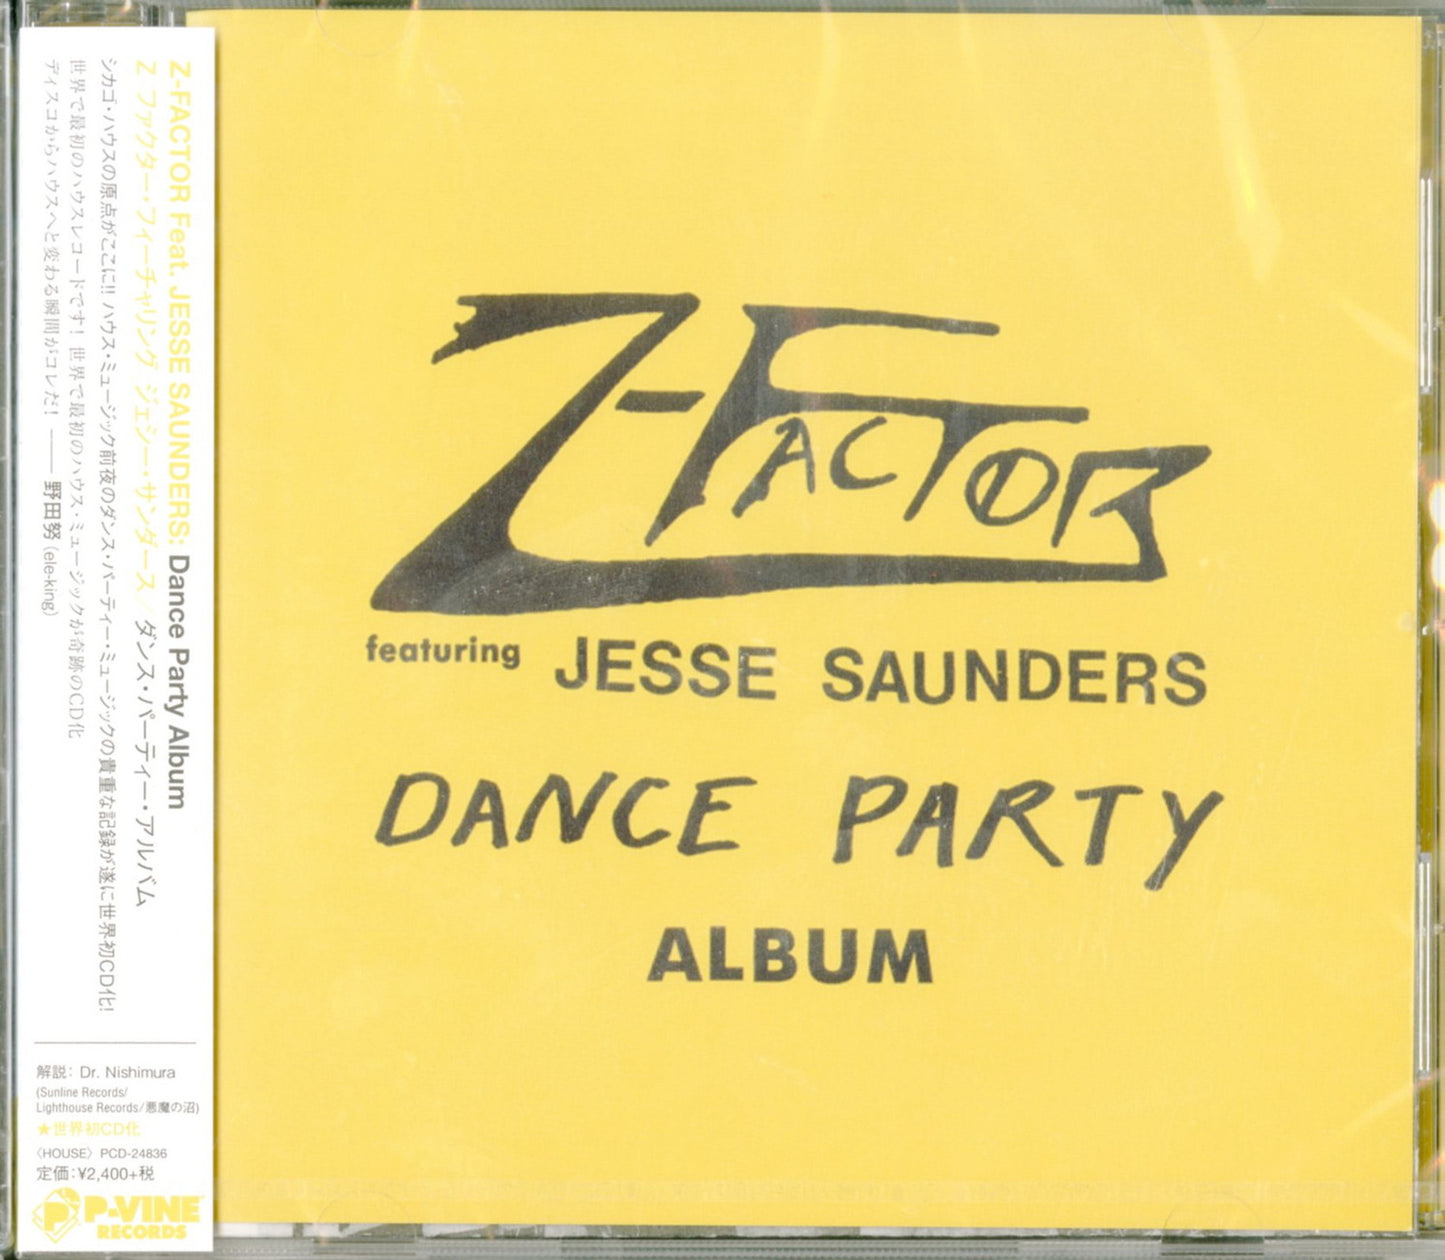 Z-FACTOR Feat. JESSE SAUNDERS: Dance Party Album
Z ファクター・フィーチャリング ジェシー・サンダース / ダンス・パーティー・アルバム
シカゴ・ハウスの原点がここに!! ハウス・ミュージック前夜のダンス・パーティー・ミュージックの貴重な記録が遂に世界初CD化!
世界で最初のハウスレコードです! 世界で最初のハウス・ミュージックが奇跡のCD化
ディスコからハウスへと変わる瞬間がコレだ! —— 野田努 (ele-king)
解説: Dr. Nishimura
(Sunline Records/
Lighthouse Records/悪魔の沼)
★世界初CD化
〈HOUSE〉 PCD-24836
定価:¥2,400+税
P-VINE
RECORDS
Z-FACTOR
featuring JESSE SAUNDERS
DANCE PARTY
ALBUM